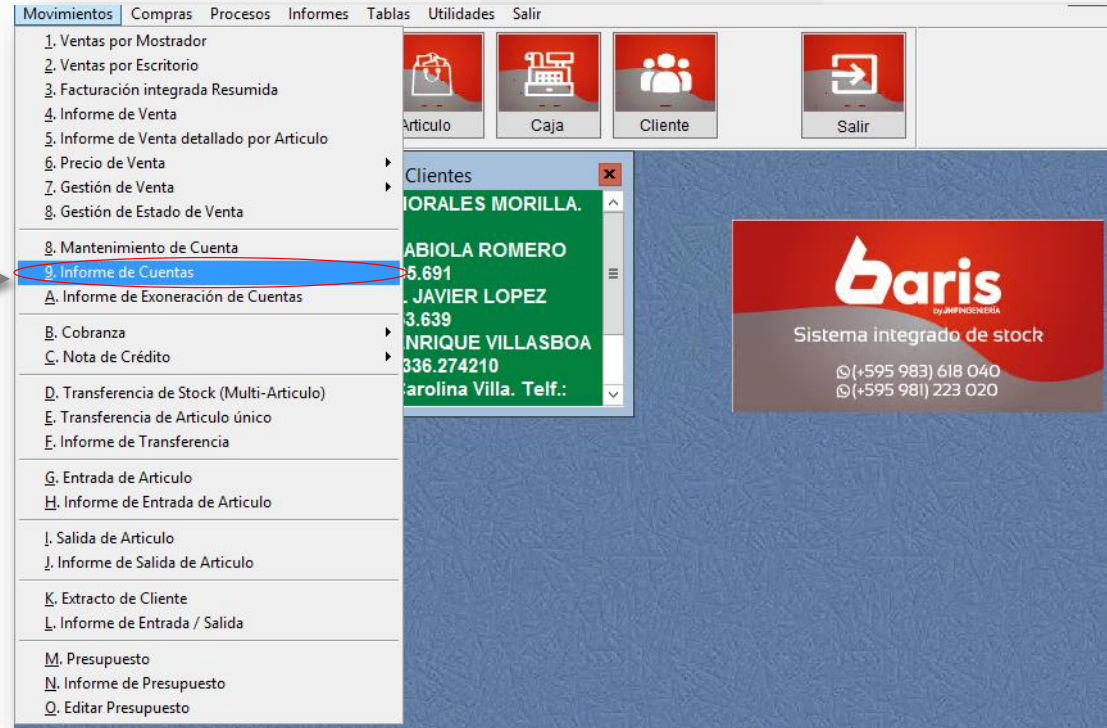 Movimientos Compras Procesos Informes Tablas Utilidades Salir
1. Ventas por Mostrador
2. Ventas por Escritorio
3. Facturación integrada Resumida
4. Informe de Venta
5. Informe de Venta detallado por Articulo
6. Precio de Venta
7. Gestión de Venta
8. Gestión de Estado de Venta
8. Mantenimiento de Cuenta
9. Informe de Cuentas
A. Informe de Exoneración de Cuentas
B. Cobranza
C. Nota de Crédito
D. Transferencia de Stock (Multi-Articulo)
E. Transferencia de Articulo único
F. Informe de Transferencia
G. Entrada de Articulo
H. Informe de Entrada de Articulo
I. Salida de Articulo
J. Informe de Salida de Articulo
K. Extracto de Cliente
L. Informe de Entrada / Salida
M. Presupuesto
N. Informe de Presupuesto
O. Editar Presupuesto
Articulo Caja Cliente Salir
Clientes
IORALES MORILLA.
ABIOLA ROMERO
5.691
. JAVIER LOPEZ
3.639
ENRIQUE VILLASBOA
336.274210
Carolina Villa. Telf.:
baris
by JHF INGENIERÍA
Sistema integrado de stock
(+595 983) 618 040
(+595 981) 223 020